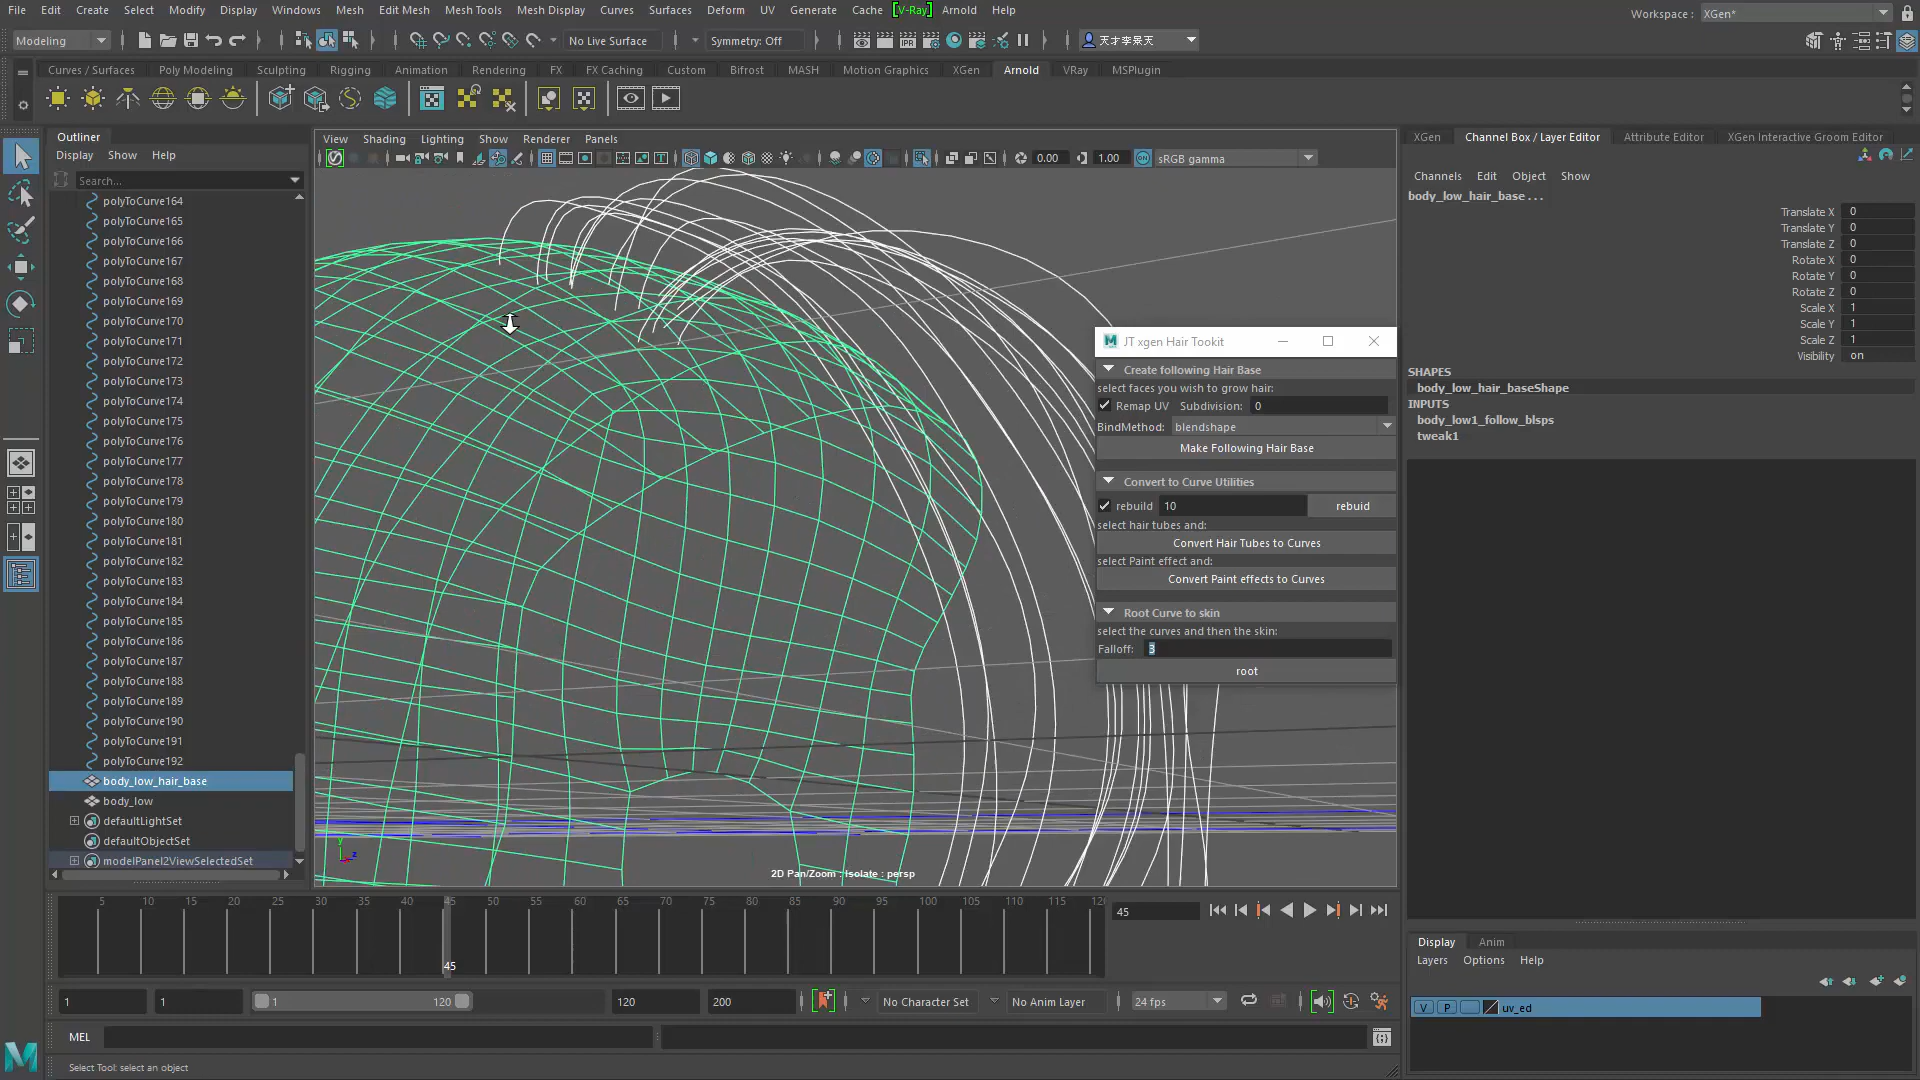 File Edit Create Select Modify Display Windows Mesh Edit Mesh Mesh Tools Mesh Display Curves Surfaces Deform UV Generate Cache [V-Ray] Arnold Help
Workspace : XGen*
Modeling No Live Surface Symmetry: Off 天才李杲天
Curves / Surfaces Poly Modeling Sculpting Rigging Animation Rendering FX FX Caching Custom Bifrost MASH Motion Graphics XGen Arnold VRay MSPlugin
IPR
Outliner
Display Show Help
Search...
polyToCurve164
polyToCurve165
polyToCurve166
polyToCurve167
polyToCurve168
polyToCurve169
polyToCurve170
polyToCurve171
polyToCurve172
polyToCurve173
polyToCurve174
polyToCurve175
polyToCurve176
polyToCurve177
polyToCurve178
polyToCurve179
polyToCurve180
polyToCurve181
polyToCurve182
polyToCurve183
polyToCurve184
polyToCurve185
polyToCurve186
polyToCurve187
polyToCurve188
polyToCurve189
polyToCurve190
polyToCurve191
polyToCurve192
body_low_hair_base
body_low
defaultLightSet
defaultObjectSet
modelPanel2ViewSelectedSet
View Shading Lighting Show Renderer Panels
0.00 1.00 ON sRGB gamma
JT xgen Hair Tookit
Create following Hair Base
select faces you wish to grow hair:
Remap UV Subdivision: 0
BindMethod: blendshape
Make Following Hair Base
Convert to Curve Utilities
rebuild 10 rebuid
select hair tubes and:
Convert Hair Tubes to Curves
select Paint effect and:
Convert Paint effects to Curves
Root Curve to skin
select the curves and then the skin:
Falloff: 3
root
y
z
2D Pan/Zoom : Isolate : persp
XGen Channel Box / Layer Editor Attribute Editor XGen Interactive Groom Editor
Channels Edit Object Show
body_low_hair_base . . .
Translate X 0
Translate Y 0
Translate Z 0
Rotate X 0
Rotate Y 0
Rotate Z 0
Scale X 1
Scale Y 1
Scale Z 1
Visibility on
SHAPES
body_low_hair_baseShape
INPUTS
body_low1_follow_blsps
tweak1
Display Anim
Layers Options Help
V P uv_ed
5 10 15 20 25 30 35 40 45 50 55 60 65 70 75 80 85 90 95 100 105 110 115 120
45
45
1 1 1 120 120 200 No Character Set No Anim Layer 24 fps
MEL
Select Tool: select an object